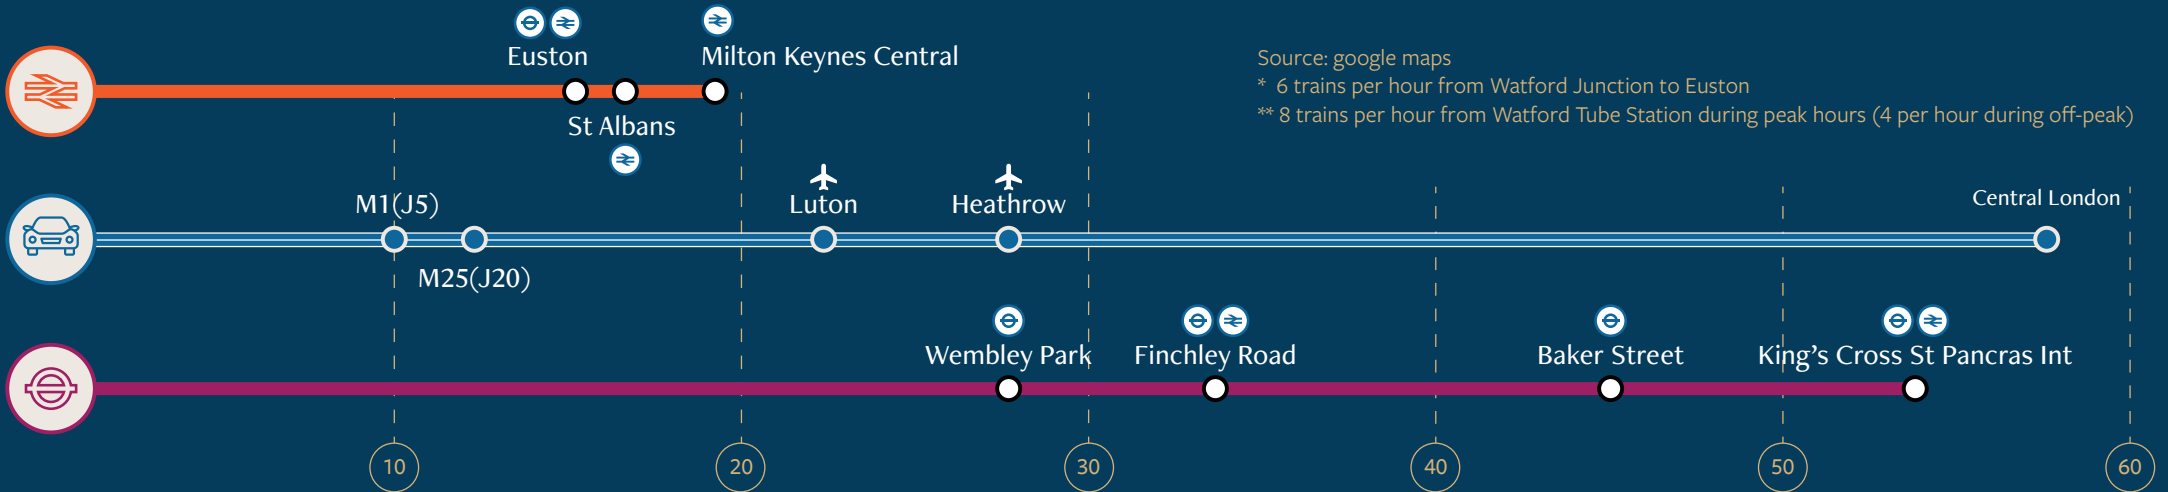 Euston
Milton Keynes Central
St Albans
Source: google maps
* 6 trains per hour from Watford Junction to Euston
** 8 trains per hour from Watford Tube Station during peak hours (4 per hour during off-peak)
M1(J5)
Luton
Heathrow
Central London
M25(J20)
Wembley Park
Finchley Road
Baker Street
King’s Cross St Pancras Int
10
20
30
40
50
60